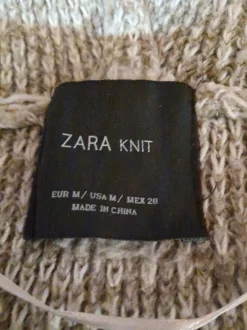 ZARA KNIT
EUR M/ USA M/ MEX 28
MADE IN CHINA